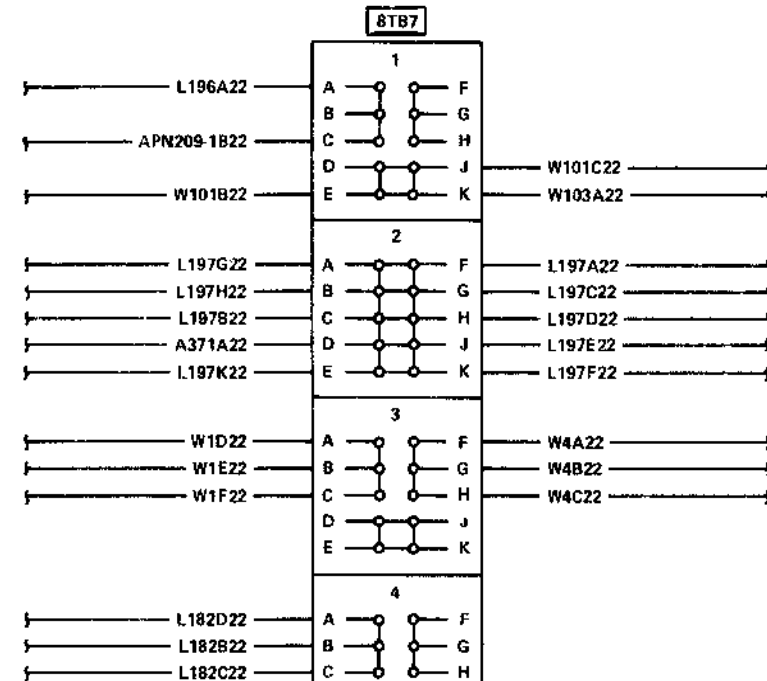 8TB7
1
L196A22 A F
B G
APN209-1B22 C H
D J W101C22
W101B22 E K W103A22
2
L197G22 A F L197A22
L197H22 B G L197C22
L197B22 C H L197D22
A371A22 D J L197E22
L197K22 E K L197F22
3
W1D22 A F W4A22
W1E22 B G W4B22
W1F22 C H W4C22
D J
E K
4
L182D22 A F
L182B22 B G
L182C22 C H